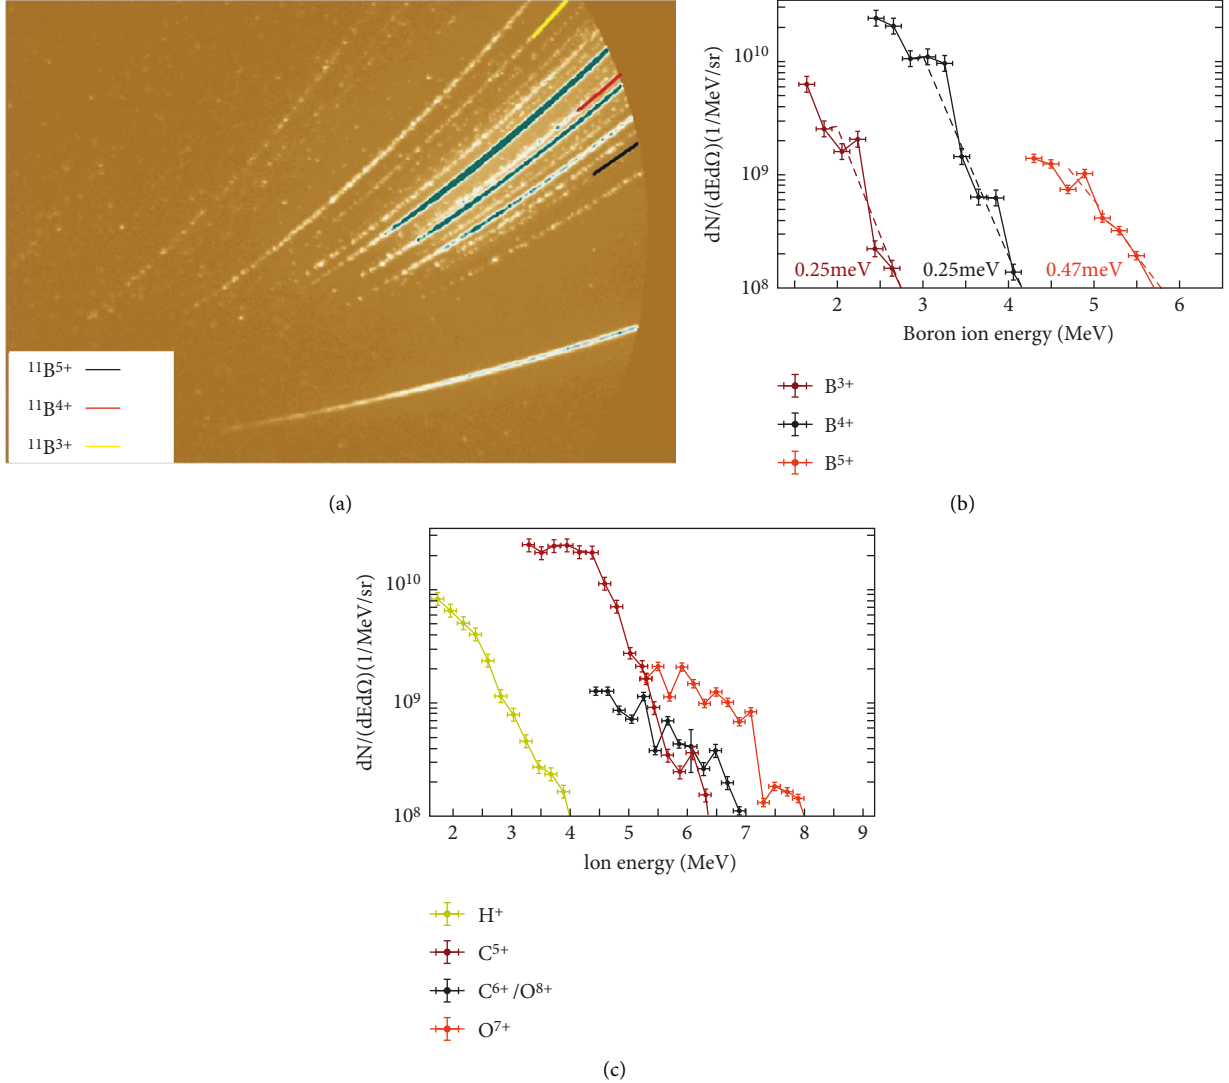 ¹¹B⁵⁺
¹¹B⁴⁺
¹¹B³⁺
(a)
dN/(dEdΩ)(1/MeV/sr)
10¹⁰
10⁹
10⁸
0.25meV
0.25meV
0.47meV
2 3 4 5 6
Boron ion energy (MeV)
B³⁺
B⁴⁺
B⁵⁺
(b)
dN/(dEdΩ)(1/MeV/sr)
10¹⁰
10⁹
10⁸
2 3 4 5 6 7 8 9
Ion energy (MeV)
H⁺
C⁵⁺
C⁶⁺/O⁸⁺
O⁷⁺
(c)